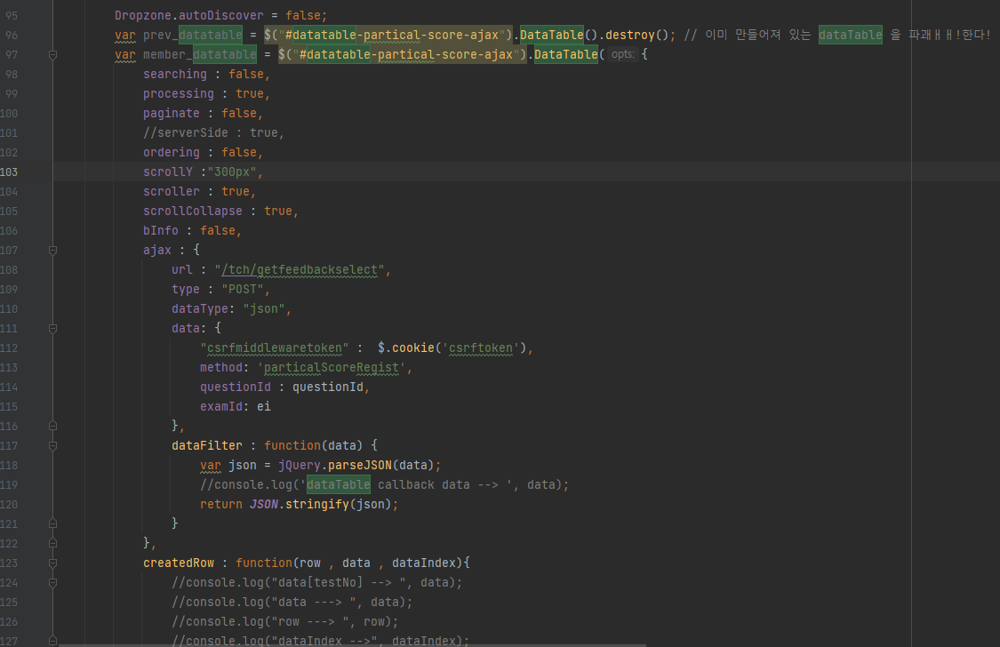 95 Dropzone.autoDiscover = false;
96 var prev_datatable = $("#datatable-partical-score-ajax").DataTable().destroy(); // 이미 만들어져 있는 dataTable 을 파괘ㅐㅐ!한다!
97 var member_datatable = $("#datatable-partical-score-ajax").DataTable( opts: {
98 searching : false,
99 processing : true,
100 paginate : false,
101 //serverSide : true,
102 ordering : false,
103 scrollY :"300px",
104 scroller : true,
105 scrollCollapse : true,
106 bInfo : false,
107 ajax : {
108 url : "/tch/getfeedbackselect",
109 type : "POST",
110 dataType: "json",
111 data: {
112 "csrfmiddlewaretoken" :  $.cookie('csrftoken'),
113 method: 'particalScoreRegist',
114 questionId : questionId,
115 examId: ei
116 },
117 dataFilter : function(data) {
118 var json = jQuery.parseJSON(data);
119 //console.log('dataTable callback data --> ', data);
120 return JSON.stringify(json);
121 }
122 },
123 createdRow : function(row , data , dataIndex){
124 //console.log("data[testNo] --> ", data);
125 //console.log("data ---> ", data);
126 //console.log("row ---> ", row);
127 //console.log("dataIndex -->", dataIndex);